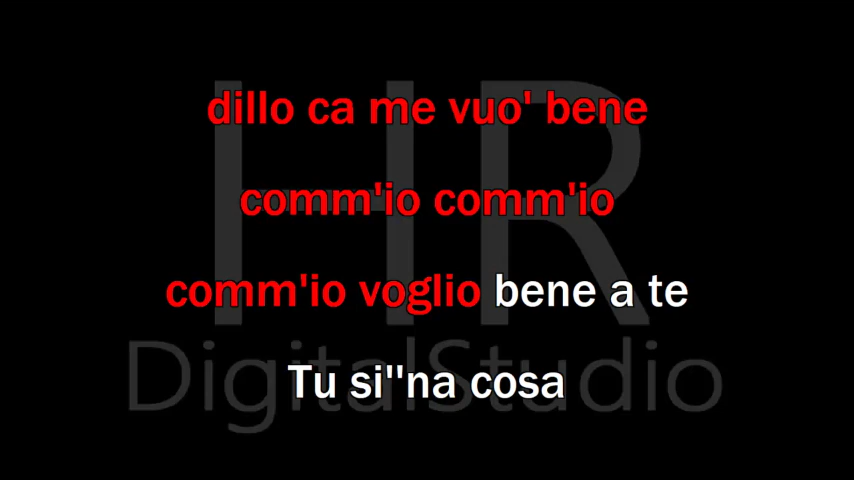 dillo ca me vuo' bene
comm'io comm'io
comm'io voglio bene a te
Tu si''na cosa
HR
DigitalStudio